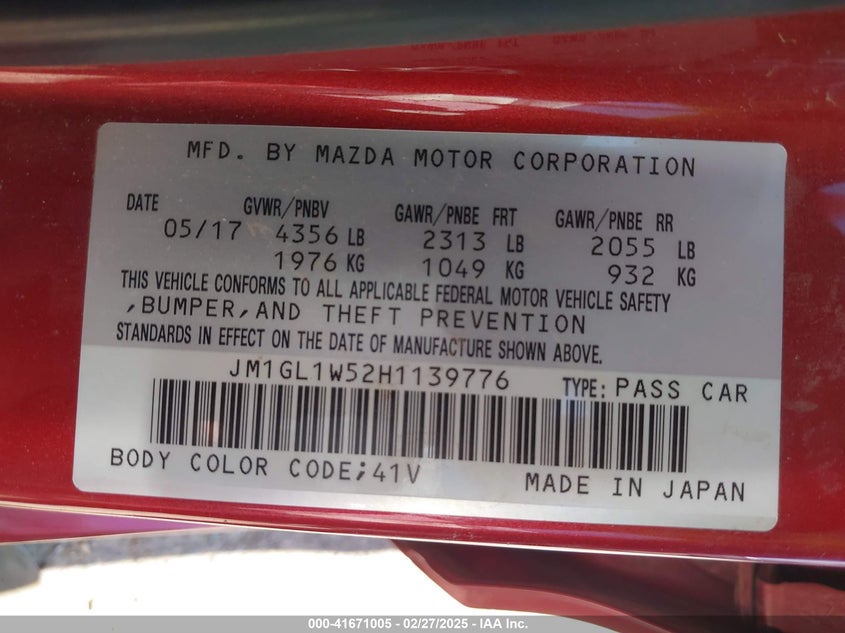 MFD. BY MAZDA MOTOR CORPORATION
DATE GVWR/PNBV GAWR/PNBE FRT GAWR/PNBE RR
05/17 4356 LB 2313 LB 2055 LB
1976 KG 1049 KG 932 KG
THIS VEHICLE CONFORMS TO ALL APPLICABLE FEDERAL MOTOR VEHICLE SAFETY
,BUMPER,AND THEFT PREVENTION
STANDARDS IN EFFECT ON THE DATE OF MANUFACTURE SHOWN ABOVE.
JM1GL1W52H1139776 TYPE: PASS CAR
BODY COLOR CODE;41V
MADE IN JAPAN
000-41671005 - 02/27/2025 - IAA Inc.